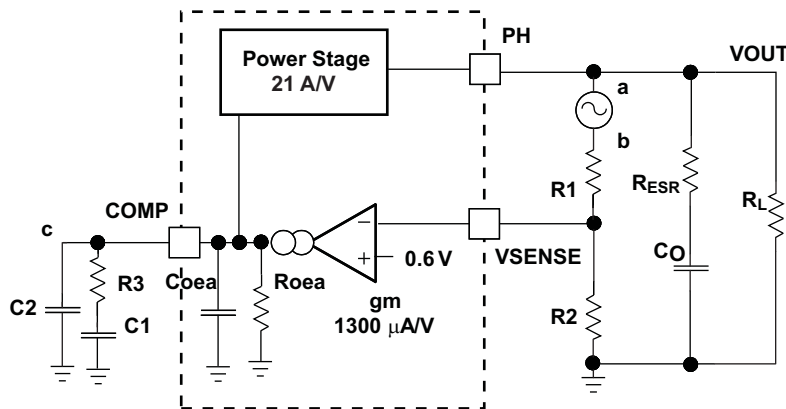 PH
VOUT
Power Stage
21 A/V
a
b
R1
RESR
RL
COMP
c
VSENSE
0.6 V
Coea
Roea
R3
CO
C2
C1
gm
1300 µA/V
R2
−
+